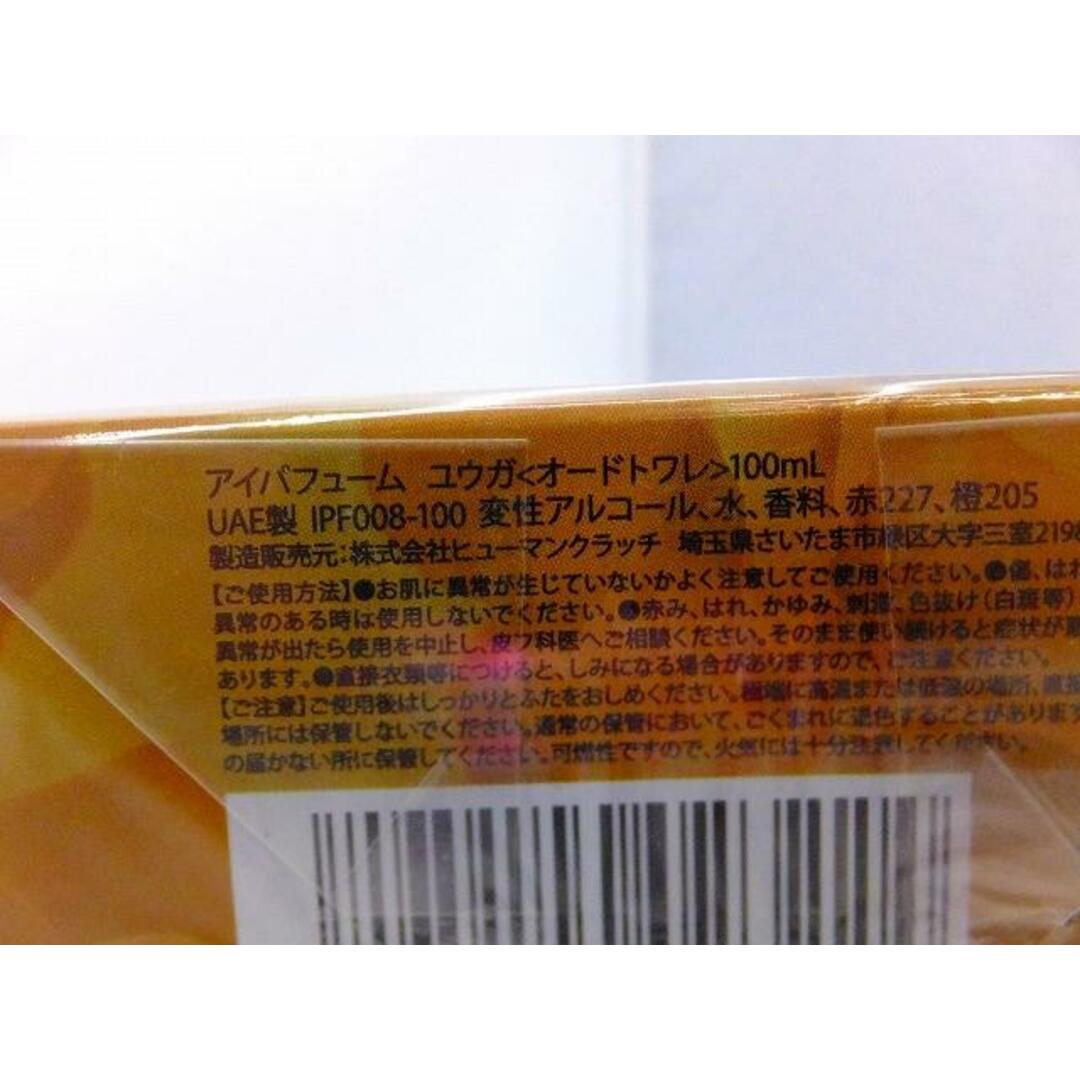 アイパフューム　ユウガ<オードトワレ>100mL
UAE製 IPF008-100 変性アルコール、水、香料、赤227、橙205
製造販売元:株式会社ヒューマンクラッチ 埼玉県さいたま市緑区大字三室2198
【ご使用方法】●お肌に異常が生じていないかよく注意してご使用ください。●傷、はれ
異常のある時は使用しないでください。●赤み、はれ、かゆみ、刺激、色抜け(白斑等)
異常が出たら使用を中止し、皮フ科医へご相談ください。そのまま使い続けると症状が悪
あります。●直接衣類等につけると、しみになる場合がありますので、ご注意ください。
【ご注意】ご使用後はしっかりとふたをおしめください。極端に高温または低温の場所、直接
場所には保管しないでください。通常の保管において、ごくまれに退色することがあります
の届かない所に保管してください。可燃性ですので、火気には十分注意してください。